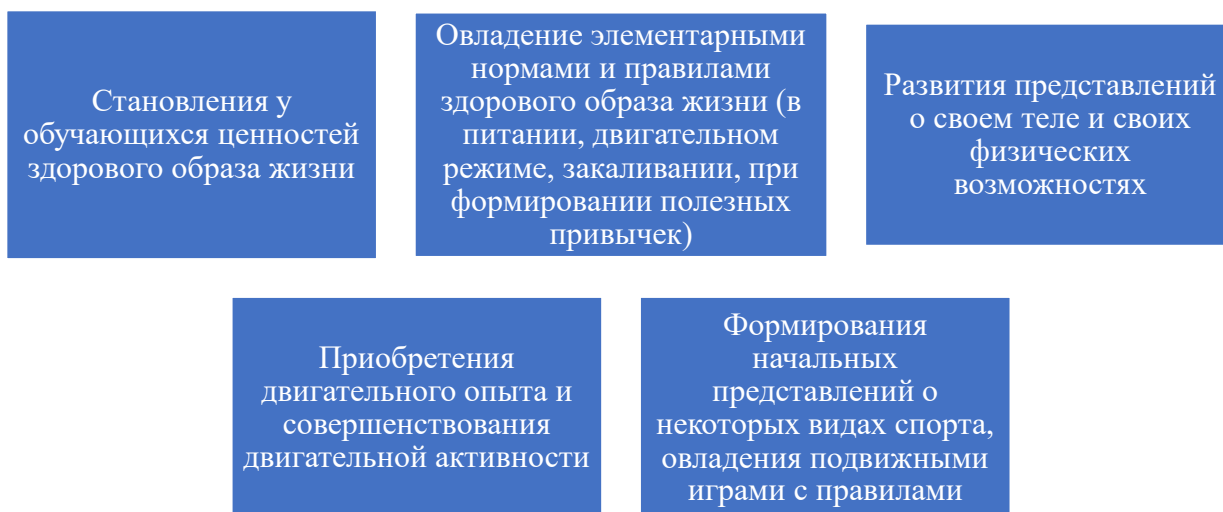 Становления у
обучающихся ценностей
здорового образа жизни
Овладение элементарными
нормами и правилами
здорового образа жизни (в
питании, двигательном
режиме, закаливании, при
формировании полезных
привычек)
Развития представлений
о своем теле и своих
физических
возможностях
Приобретения
двигательного опыта и
совершенствования
двигательной активности
Формирования
начальных
представлений о
некоторых видах спорта,
овладения подвижными
играми с правилами